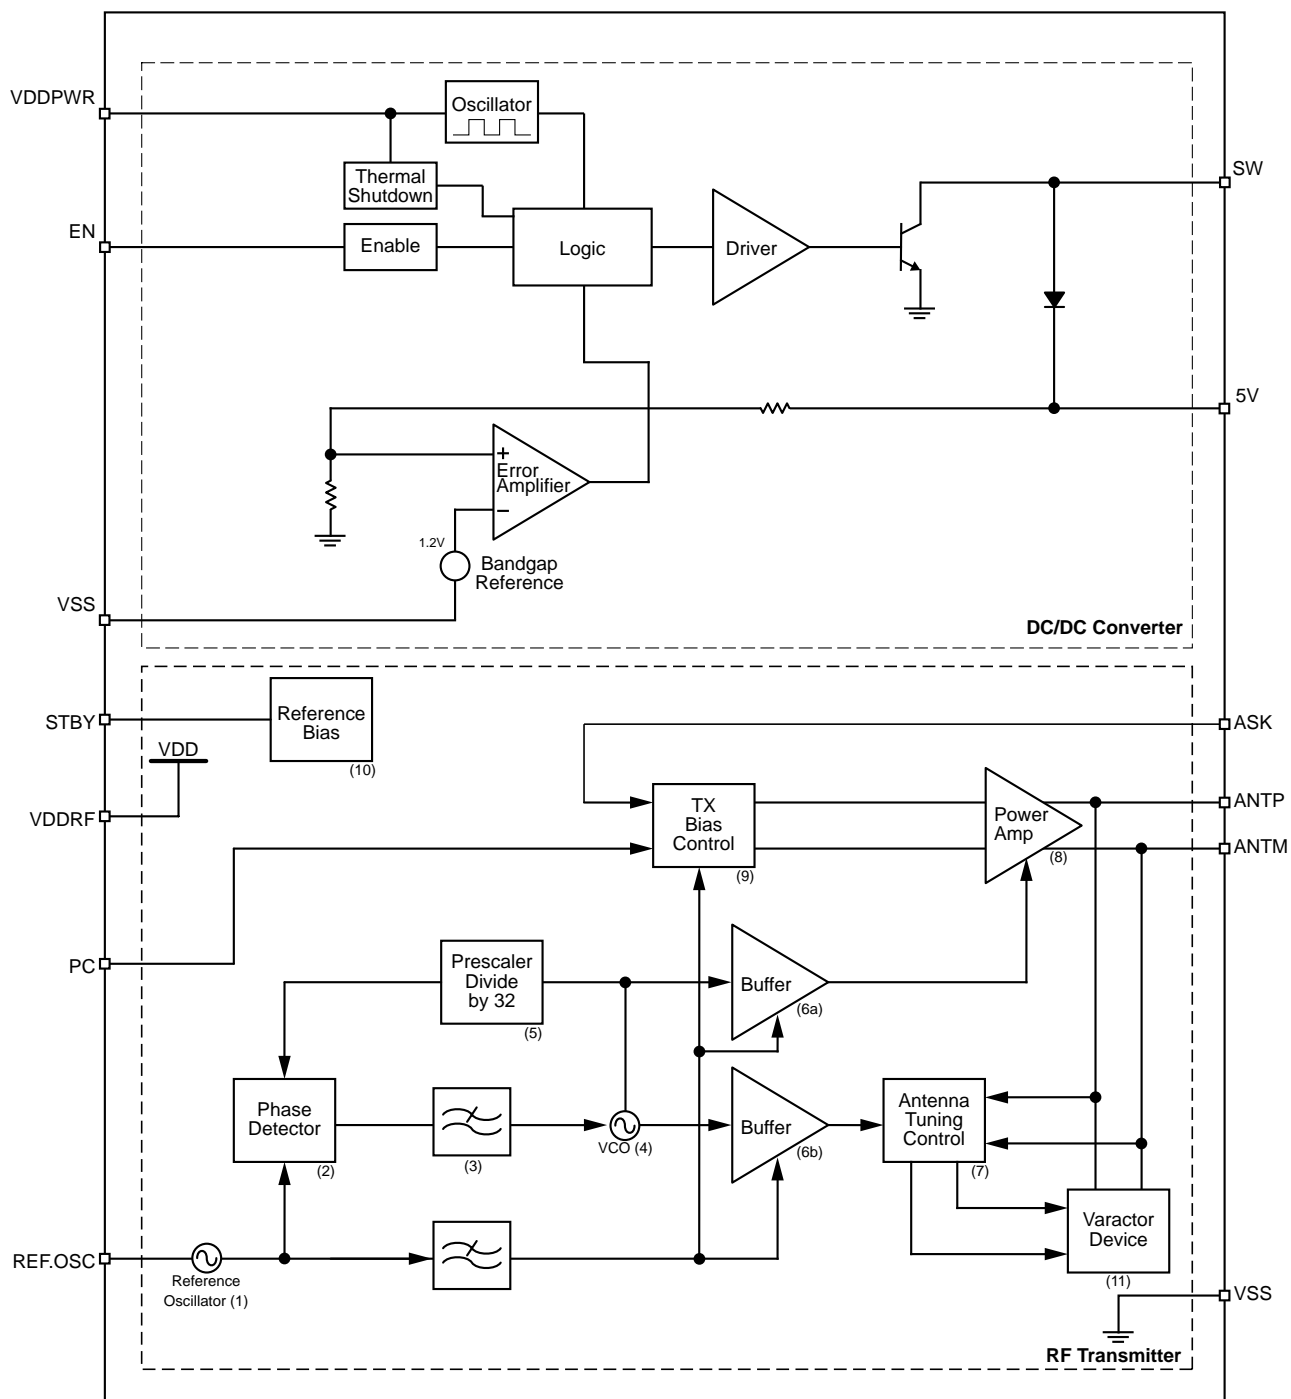 VDDPWR
Oscillator
Thermal
Shutdown
SW
EN
Enable
Logic
Driver
5V
+
Error
Amplifier
−
1.2V
Bandgap
Reference
VSS
DC/DC Converter
STBY
Reference
Bias
(10)
ASK
VDD
VDDRF
TX
Bias
Control
(9)
Power
Amp
(8)
ANTP
ANTM
PC
Prescaler
Divide
by 32
(5)
Buffer
(6a)
Phase
Detector
(2)
(3)
VCO (4)
Buffer
(6b)
Antenna
Tuning
Control
(7)
Varactor
Device
(11)
REF.OSC
Reference
Oscillator (1)
VSS
RF Transmitter